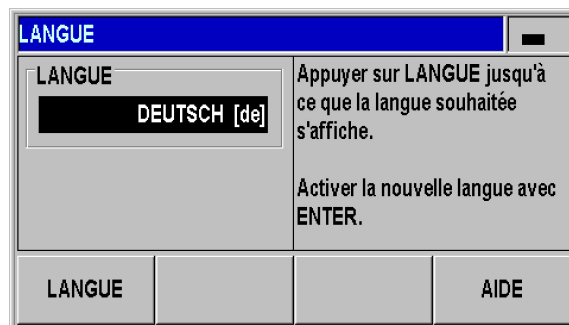 LANGUE
LANGUE
DEUTSCH [de]
Appuyer sur LANGUE jusqu'à
ce que la langue souhaitée
s'affiche.
Activer la nouvelle langue avec
ENTER.
LANGUE
AIDE